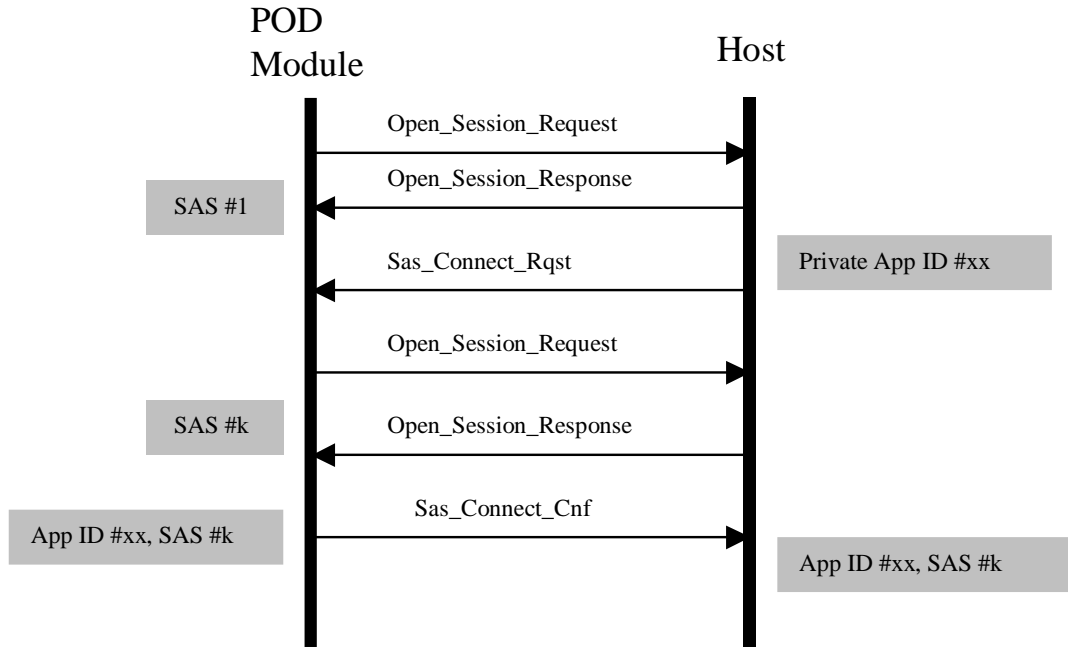 POD
Module
Host
Open_Session_Request
Open_Session_Response
SAS #1
Sas_Connect_Rqst
Private App ID #xx
Open_Session_Request
SAS #k
Open_Session_Response
Sas_Connect_Cnf
App ID #xx, SAS #k
App ID #xx, SAS #k